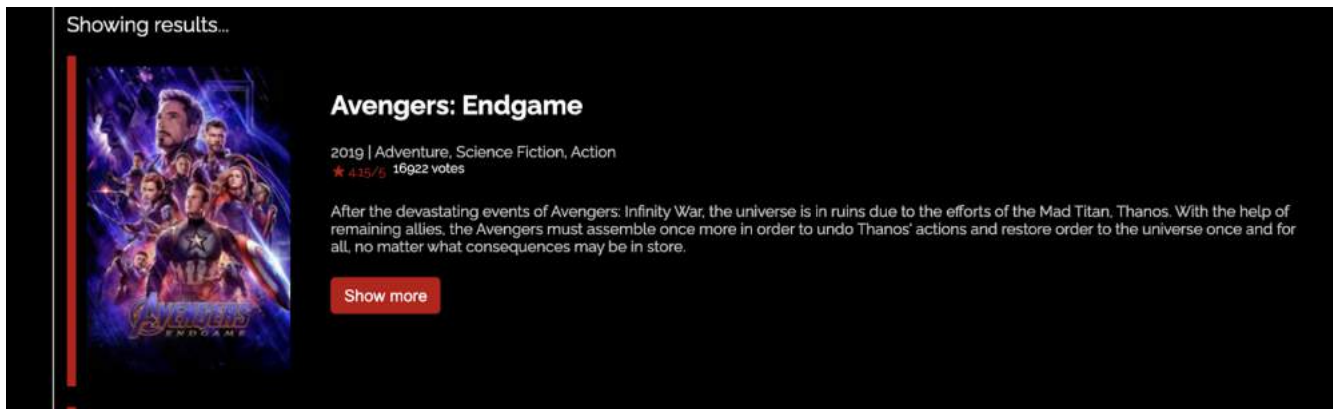 Showing results...
Avengers: Endgame
2019 | Adventure, Science Fiction, Action
★ 4.15/5 16922 votes
After the devastating events of Avengers: Infinity War, the universe is in ruins due to the efforts of the Mad Titan, Thanos. With the help of
remaining allies, the Avengers must assemble once more in order to undo Thanos' actions and restore order to the universe once and for
all, no matter what consequences may be in store.
Show more
AVENGERS
ENDGAME